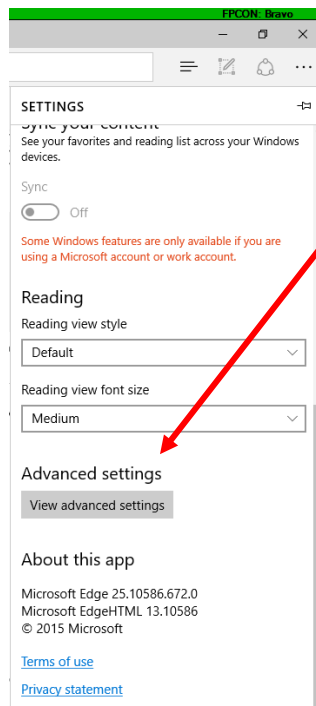 FPCON: Bravo
SETTINGS
Sync your content
See your favorites and reading list across your Windows
devices.
Sync
Off
Some Windows features are only available if you are
using a Microsoft account or work account.
Reading
Reading view style
Default
Reading view font size
Medium
Advanced settings
View advanced settings
About this app
Microsoft Edge 25.10586.672.0
Microsoft EdgeHTML 13.10586
© 2015 Microsoft
Terms of use
Privacy statement